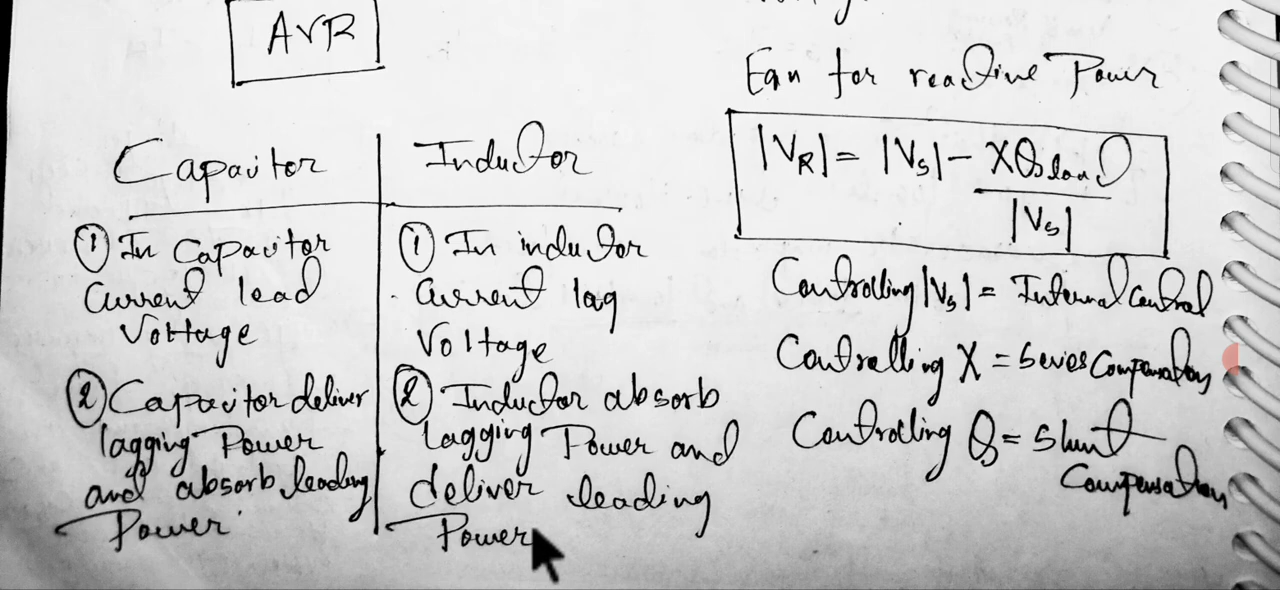 AVR
Capacitor
① In Capacitor
Current lead
Voltage
② Capacitor deliver
lagging Power
and absorb leading
Power
Inductor
① In inductor
Current lag
Voltage
② Inductor absorb
Lagging Power and
deliver leading
Power
Eqn for reactive Power
|VR| = |Vs| - XQsload
|Vs|
Controlling |Vs| = Internal Control
Controlling X = Series Compensation
Controlling Q = Shunt
Compensation